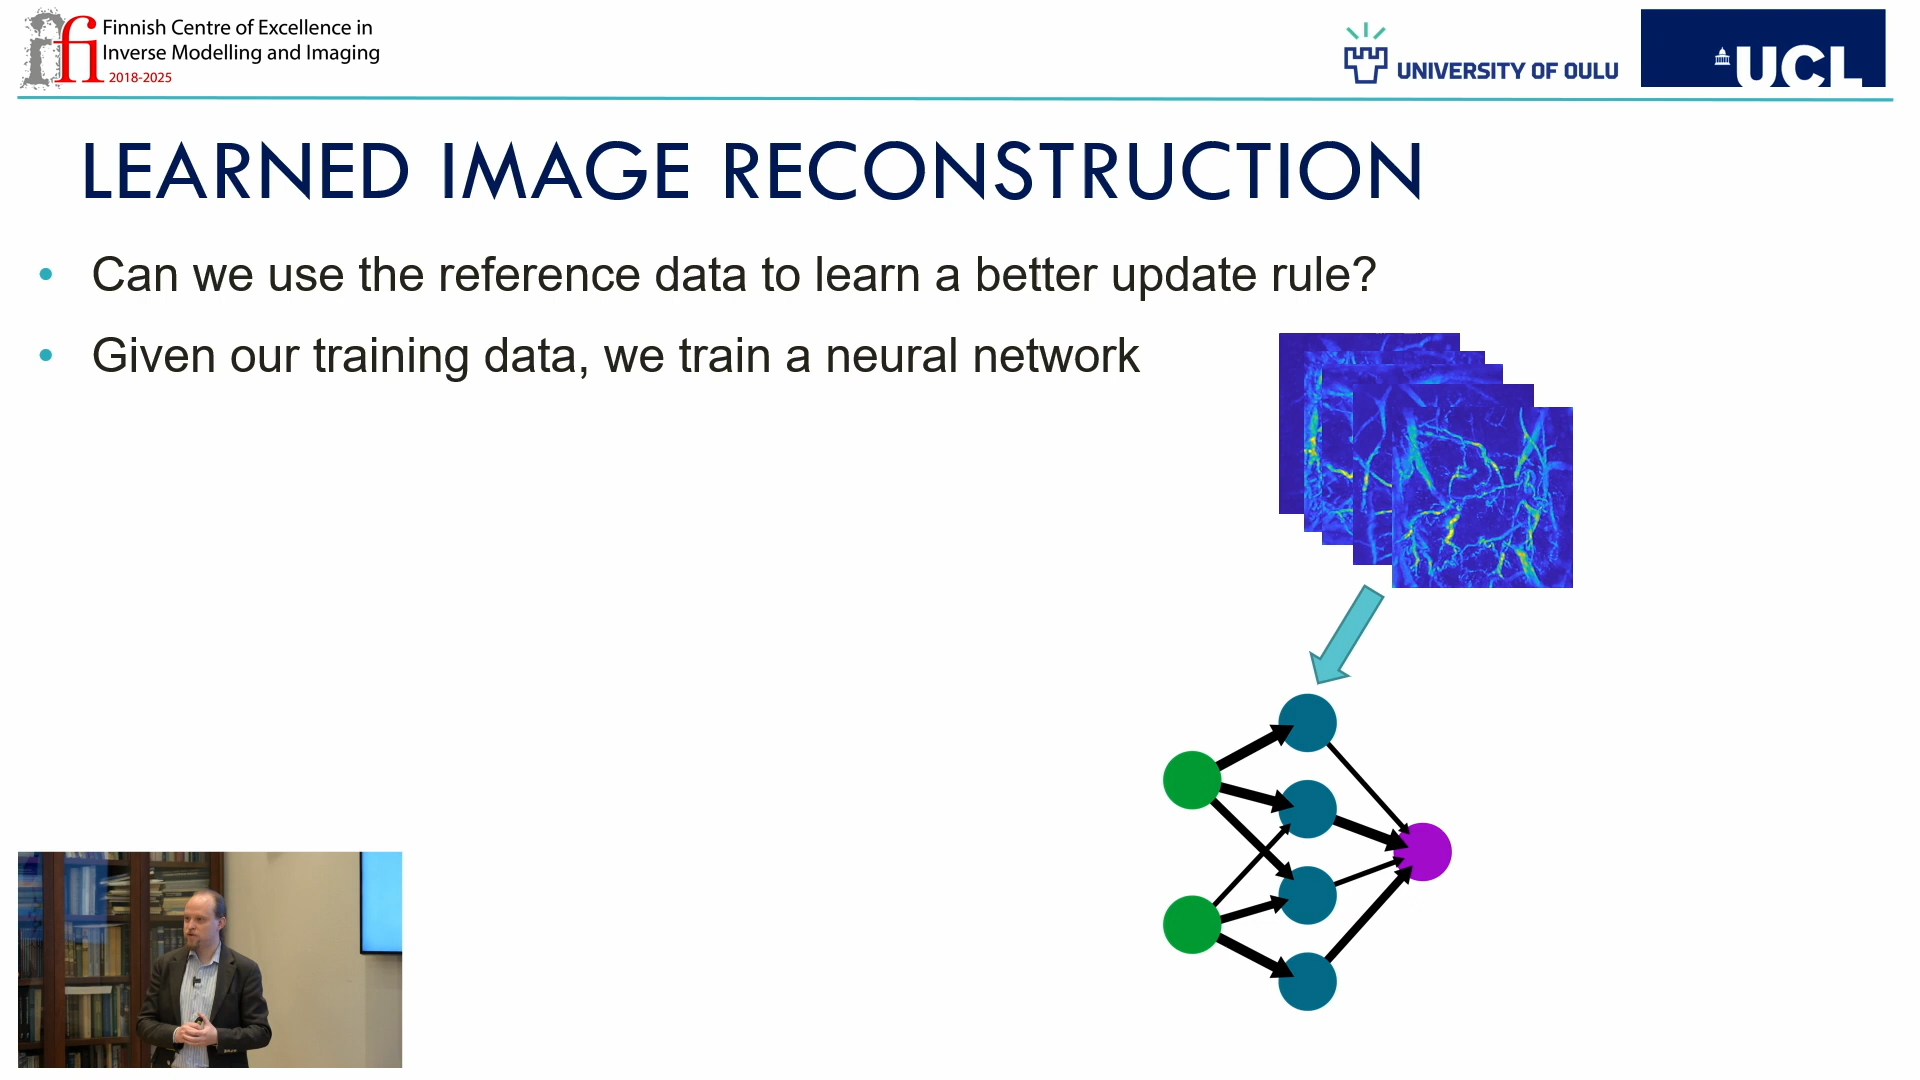 Finnish Centre of Excellence in
Inverse Modelling and Imaging
2018-2025
fi
UNIVERSITY OF OULU
UCL
LEARNED IMAGE RECONSTRUCTION
• Can we use the reference data to learn a better update rule?
• Given our training data, we train a neural network